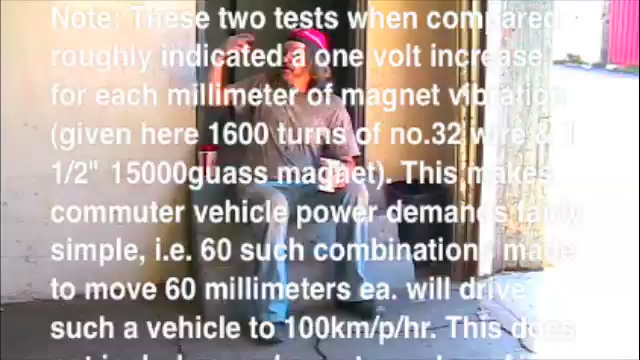 Note: These two tests when compared
roughly indicated a one volt increase
for each millimeter of magnet vibration
(given here 1600 turns of no.32 wire & 1
1/2" 15000guass magnet). This makes
commuter vehicle power demands fairly
simple, i.e. 60 such combinations made
to move 60 millimeters ea. will drive
such a vehicle to 100km/p/hr. This does